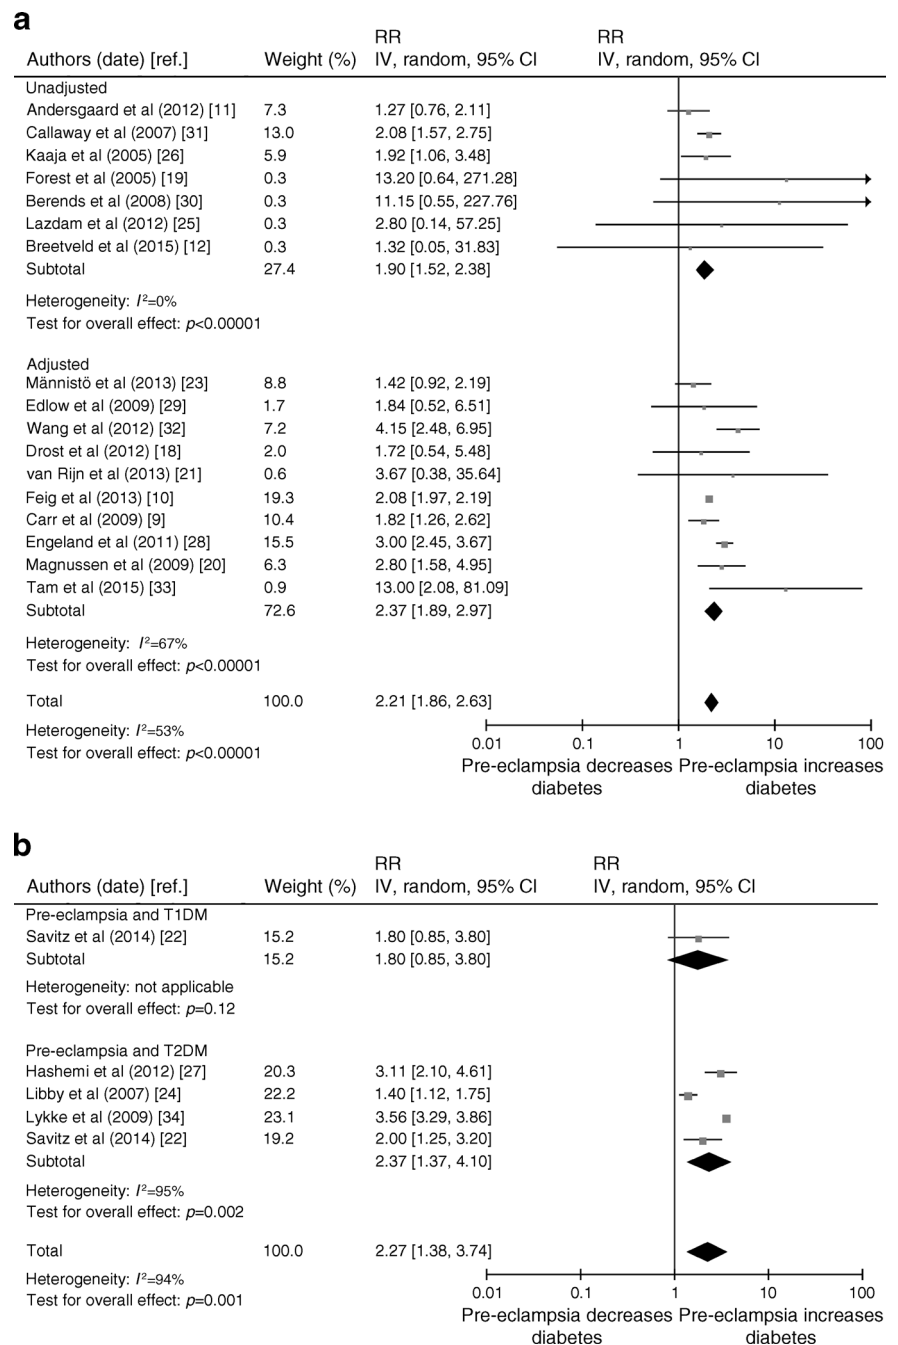 a
RR RR
Authors (date) [ref.] Weight (%) IV, random, 95% CI IV, random, 95% CI
Unadjusted
Andersgaard et al (2012) [11] 7.3 1.27 [0.76, 2.11]
Callaway et al (2007) [31] 13.0 2.08 [1.57, 2.75]
Kaaja et al (2005) [26] 5.9 1.92 [1.06, 3.48]
Forest et al (2005) [19] 0.3 13.20 [0.64, 271.28]
Berends et al (2008) [30] 0.3 11.15 [0.55, 227.76]
Lazdam et al (2012) [25] 0.3 2.80 [0.14, 57.25]
Breetveld et al (2015) [12] 0.3 1.32 [0.05, 31.83]
Subtotal 27.4 1.90 [1.52, 2.38]
Heterogeneity: I²=0%
Test for overall effect: p<0.00001
Adjusted
Männistö et al (2013) [23] 8.8 1.42 [0.92, 2.19]
Edlow et al (2009) [29] 1.7 1.84 [0.52, 6.51]
Wang et al (2012) [32] 7.2 4.15 [2.48, 6.95]
Drost et al (2012) [18] 2.0 1.72 [0.54, 5.48]
van Rijn et al (2013) [21] 0.6 3.67 [0.38, 35.64]
Feig et al (2013) [10] 19.3 2.08 [1.97, 2.19]
Carr et al (2009) [9] 10.4 1.82 [1.26, 2.62]
Engeland et al (2011) [28] 15.5 3.00 [2.45, 3.67]
Magnussen et al (2009) [20] 6.3 2.80 [1.58, 4.95]
Tam et al (2015) [33] 0.9 13.00 [2.08, 81.09]
Subtotal 72.6 2.37 [1.89, 2.97]
Heterogeneity: I²=67%
Test for overall effect: p<0.00001
Total 100.0 2.21 [1.86, 2.63]
Heterogeneity: I²=53%
Test for overall effect: p<0.00001
0.01 0.1 1 10 100
Pre-eclampsia decreases Pre-eclampsia increases
diabetes diabetes
b
RR RR
Authors (date) [ref.] Weight (%) IV, random, 95% CI IV, random, 95% CI
Pre-eclampsia and T1DM
Savitz et al (2014) [22] 15.2 1.80 [0.85, 3.80]
Subtotal 15.2 1.80 [0.85, 3.80]
Heterogeneity: not applicable
Test for overall effect: p=0.12
Pre-eclampsia and T2DM
Hashemi et al (2012) [27] 20.3 3.11 [2.10, 4.61]
Libby et al (2007) [24] 22.2 1.40 [1.12, 1.75]
Lykke et al (2009) [34] 23.1 3.56 [3.29, 3.86]
Savitz et al (2014) [22] 19.2 2.00 [1.25, 3.20]
Subtotal 2.37 [1.37, 4.10]
Heterogeneity: I²=95%
Test for overall effect: p=0.002
Total 100.0 2.27 [1.38, 3.74]
Heterogeneity: I²=94%
Test for overall effect: p=0.001
0.01 0.1 1 10 100
Pre-eclampsia decreases Pre-eclampsia increases
diabetes diabetes